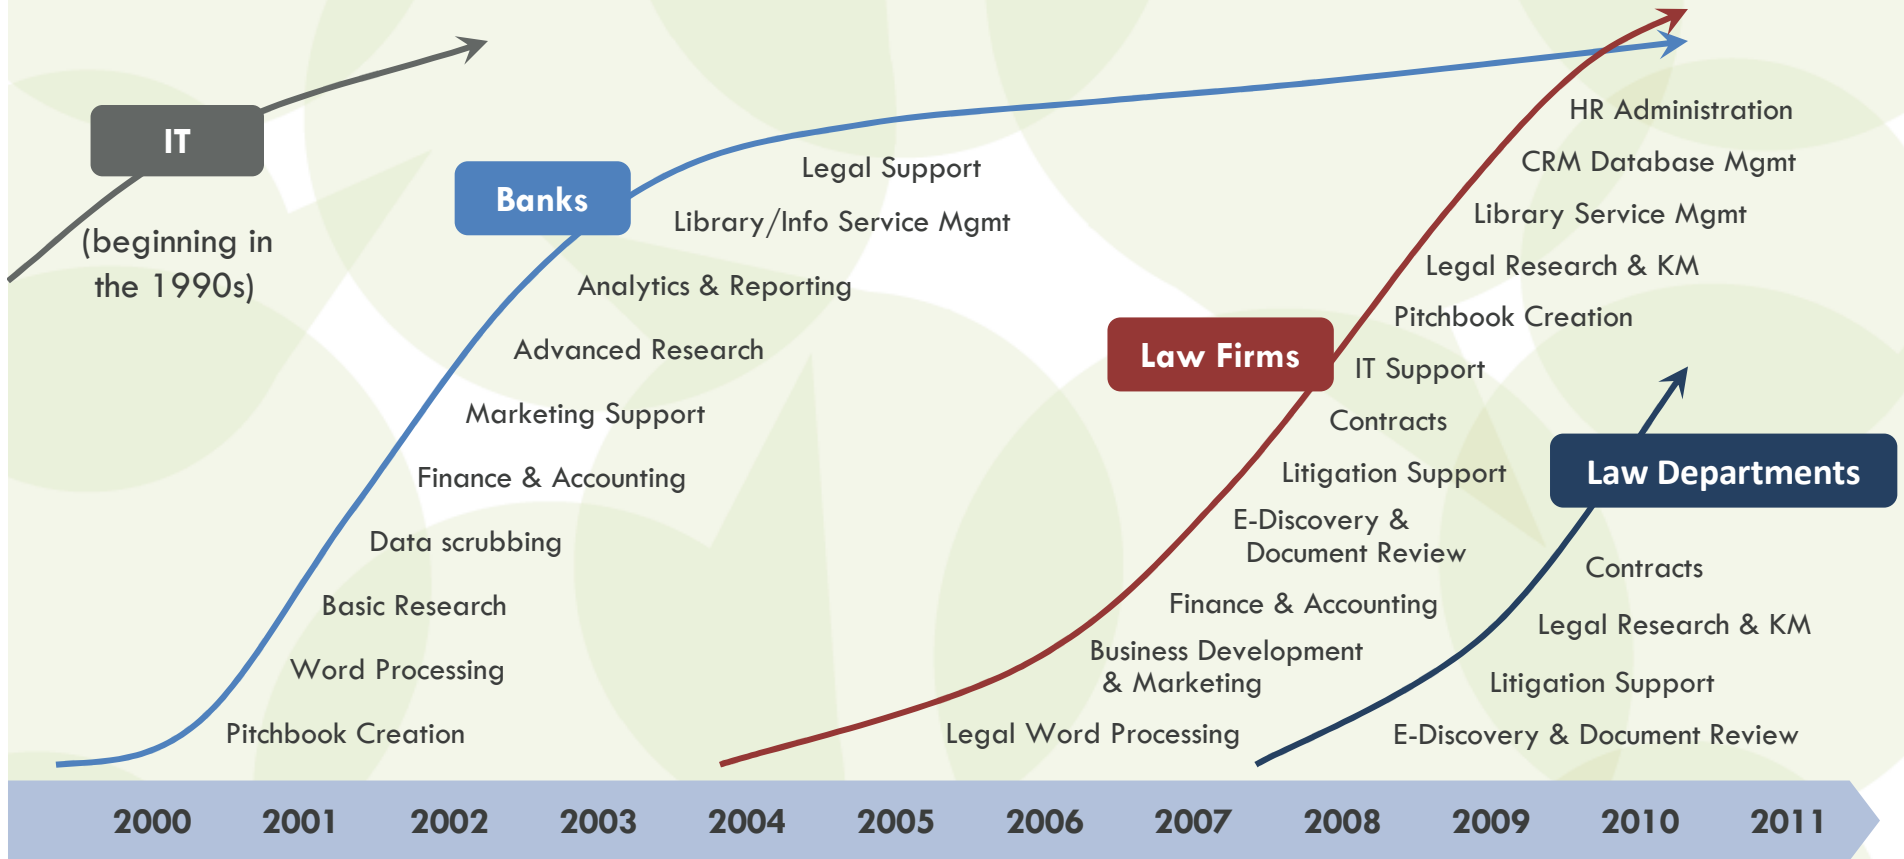 IT
(beginning in
the 1990s)
Banks
Legal Support
Library/Info Service Mgmt
Analytics & Reporting
Advanced Research
Marketing Support
Finance & Accounting
Data scrubbing
Basic Research
Word Processing
Pitchbook Creation
Law Firms
HR Administration
CRM Database Mgmt
Library Service Mgmt
Legal Research & KM
Pitchbook Creation
IT Support
Contracts
Litigation Support
E-Discovery &
Document Review
Finance & Accounting
Business Development
& Marketing
Legal Word Processing
Law Departments
Contracts
Legal Research & KM
Litigation Support
E-Discovery & Document Review
2000 2001 2002 2003 2004 2005 2006 2007 2008 2009 2010 2011